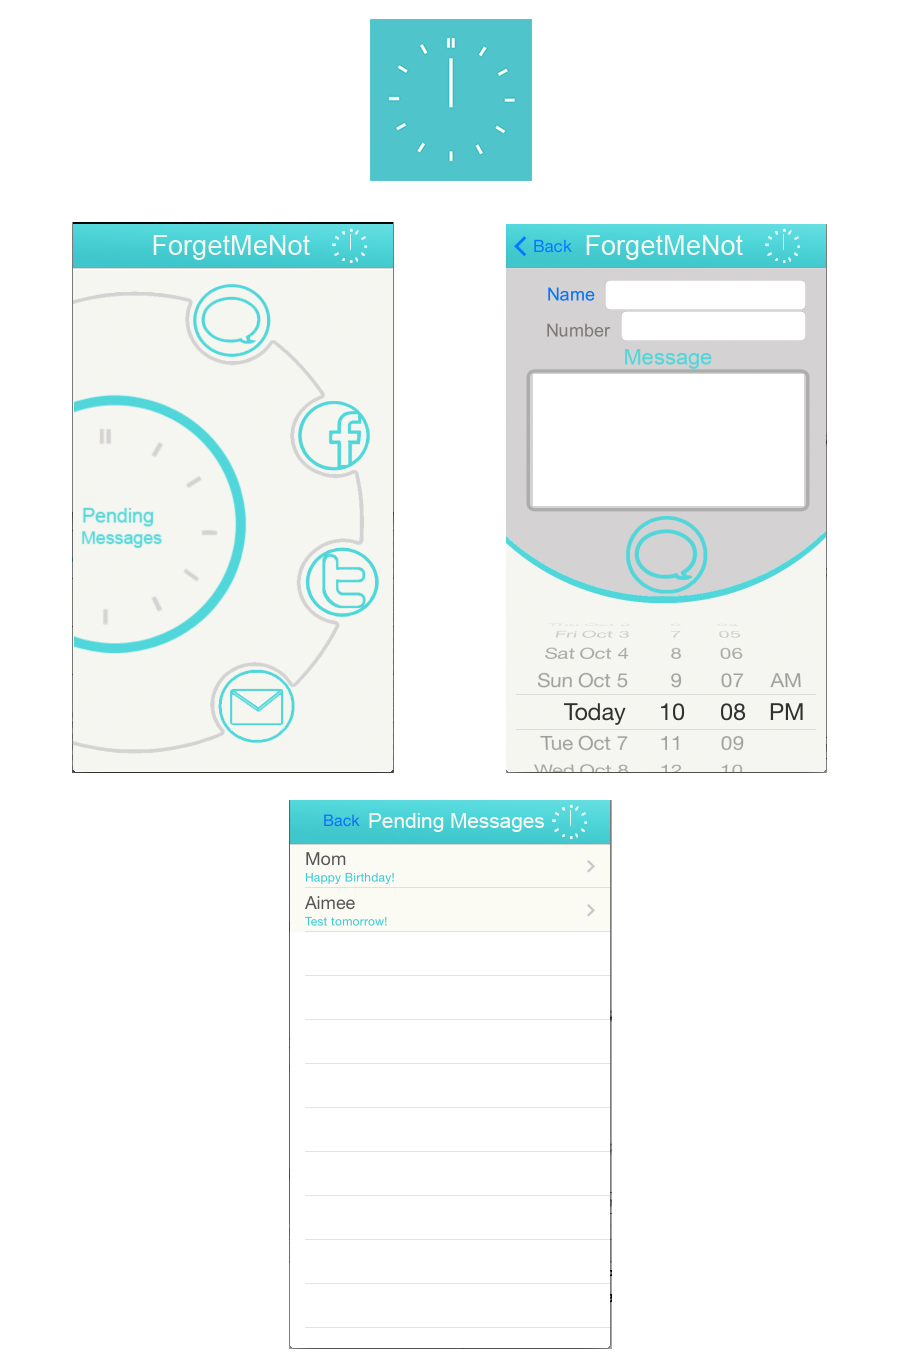 ForgetMeNot
Pending
Messages
Back ForgetMeNot
Name
Number
Message
Fri Oct 3 7 05
Sat Oct 4 8 06
Sun Oct 5 9 07 AM
Today 10 08 PM
Tue Oct 7 11 09
Wed Oct 8 12 10
Back Pending Messages
Mom
Happy Birthday!
Aimee
Test tomorrow!